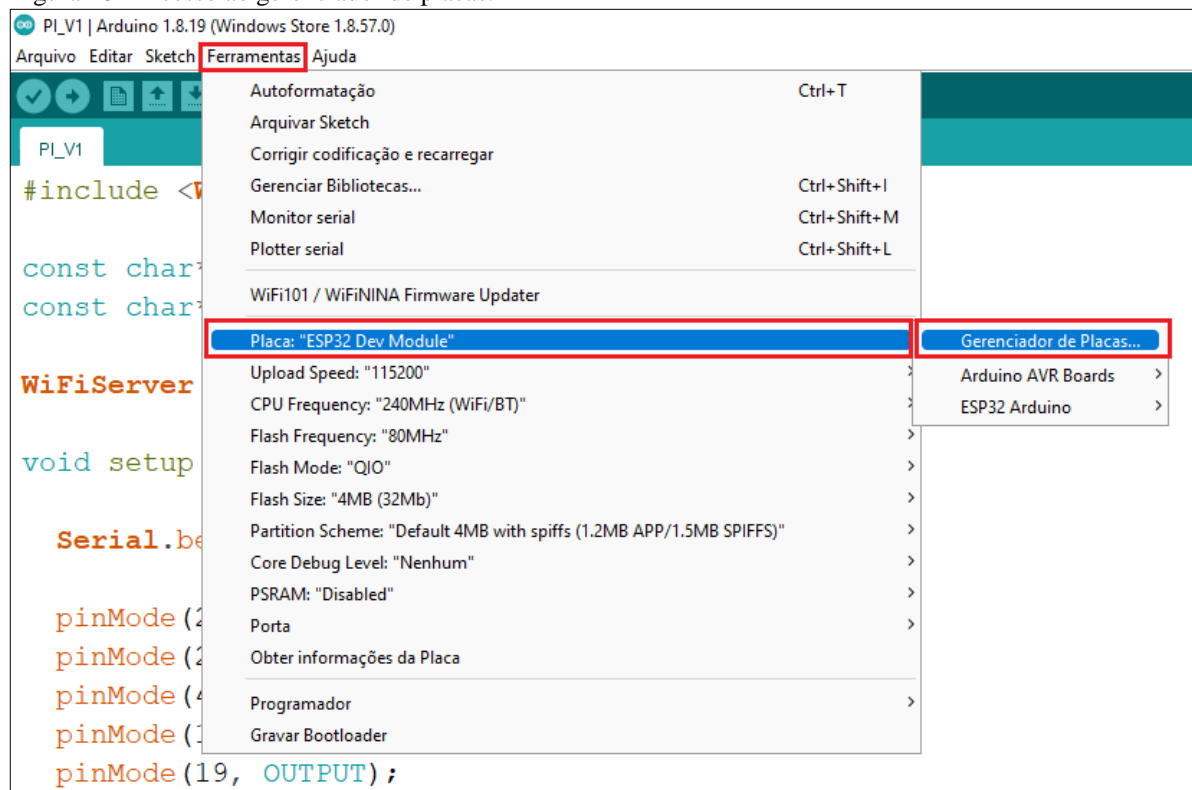 PI_V1 | Arduino 1.8.19 (Windows Store 1.8.57.0)
Arquivo Editar Sketch Ferramentas Ajuda
PI_V1
Autoformatação Ctrl+T
Arquivar Sketch
Corrigir codificação e recarregar
Gerenciar Bibliotecas... Ctrl+Shift+I
Monitor serial Ctrl+Shift+M
Plotter serial Ctrl+Shift+L
WiFi101 / WiFiNINA Firmware Updater
Placa: "ESP32 Dev Module"
Upload Speed: "115200"
CPU Frequency: "240MHz (WiFi/BT)"
Flash Frequency: "80MHz"
Flash Mode: "QIO"
Flash Size: "4MB (32Mb)"
Partition Scheme: "Default 4MB with spiffs (1.2MB APP/1.5MB SPIFFS)"
Core Debug Level: "Nenhum"
PSRAM: "Disabled"
Porta
Obter informações da Placa
Programador
Gravar Bootloader
Gerenciador de Placas...
Arduino AVR Boards
ESP32 Arduino
#include <
const char*
const char*
WiFiServer
void setup
Serial.be
pinMode(2
pinMode(2
pinMode(4
pinMode(1
pinMode(19, OUTPUT);